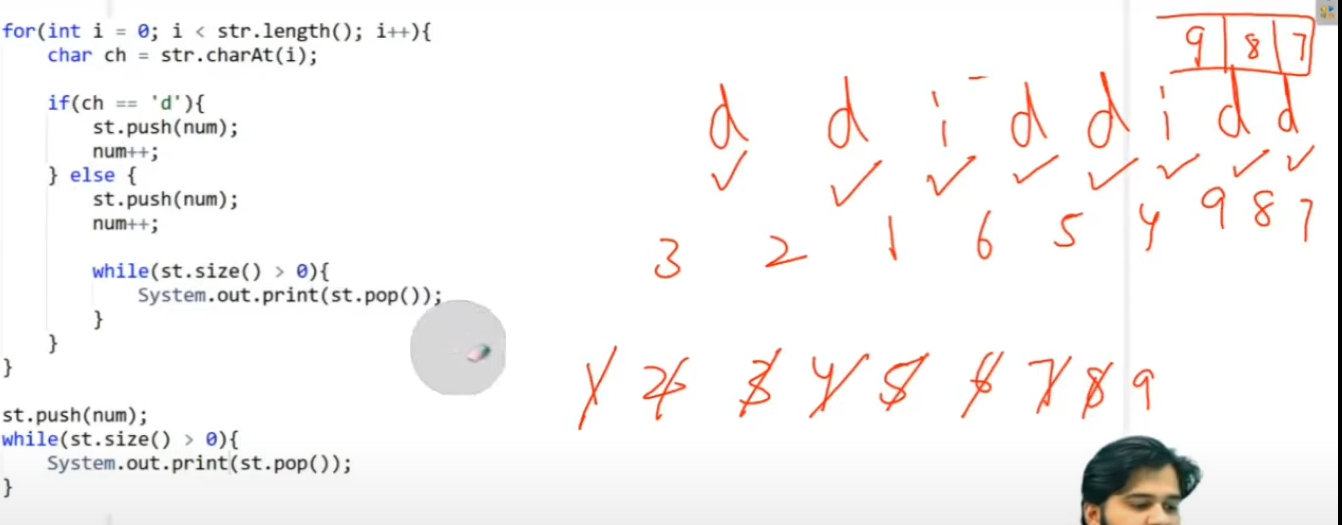 for(int i = 0; i < str.length(); i++){
char ch = str.charAt(i);
if(ch == 'd'){
st.push(num);
num++;
} else {
st.push(num);
num++;
while(st.size() > 0){
System.out.print(st.pop());
}
}
}
st.push(num);
while(st.size() > 0){
System.out.print(st.pop());
}
9 8 7
d d i d d i d d
3 2 1 6 5 4 9 8 7
1 2 3 4 5 6 7 8 9